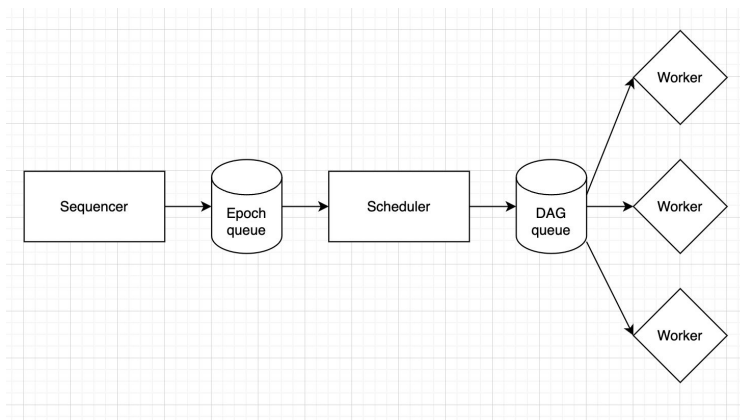 Worker
Sequencer
Epoch
queue
Scheduler
DAG
queue
Worker
Worker